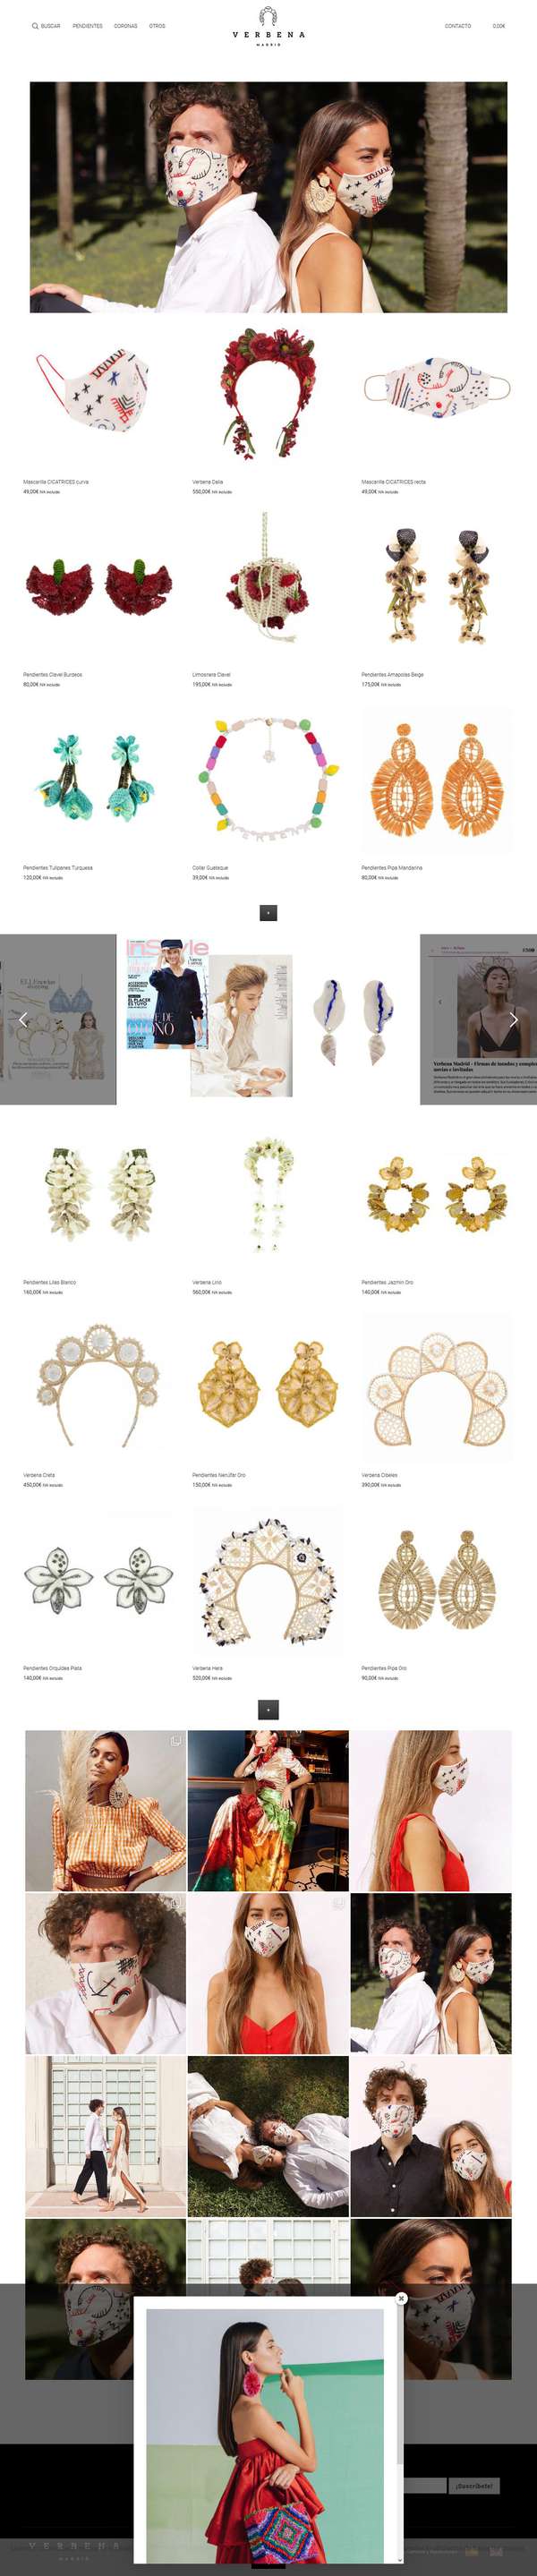 BUSCAR PENDIENTES CORONAS OTROS
VERBENA
MADRID
CONTACTO 0,00€
Mascarilla CICATRICES curva
49,00€ IVA incluido
Verbena Dalia
550,00€ IVA incluido
Mascarilla CICATRICES recta
49,00€ IVA incluido
Pendientes Clavel Burdeos
80,00€ IVA incluido
Limosnera Clavel
195,00€ IVA incluido
Pendientes Amapolas Beige
175,00€ IVA incluido
Pendientes Tulipanes Turquesa
120,00€ IVA incluido
Collar Guateque
39,00€ IVA incluido
Pendientes Pipa Mandarina
80,00€ IVA incluido
InStyle
Verbena Madrid - Firmas de tocados y
novias e invitadas
Pendientes Lilas Blanco
160,00€ IVA incluido
Verbena Lirio
560,00€ IVA incluido
Pendientes Jazmín Oro
140,00€ IVA incluido
Verbena Creta
450,00€ IVA incluido
Pendientes Nenúfar Oro
150,00€ IVA incluido
Verbena Cibeles
390,00€ IVA incluido
Pendientes Orquídea Plata
140,00€ IVA incluido
Verbena Hera
520,00€ IVA incluido
Pendientes Pipa Oro
90,00€ IVA incluido
¡Suscríbete!
VERBENA
MADRID